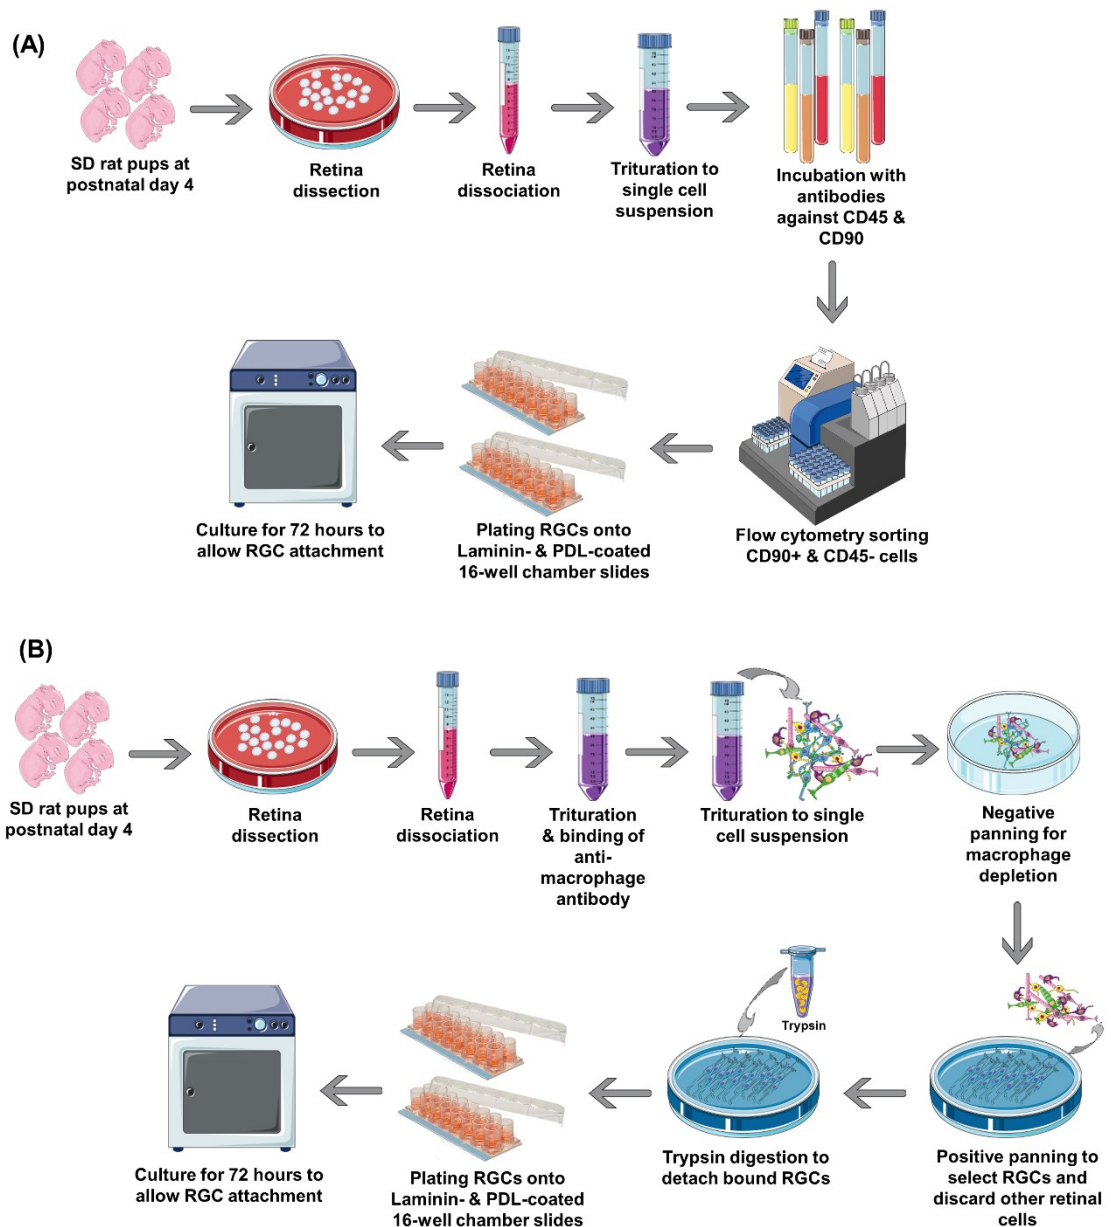 (A)
SD rat pups at
postnatal day 4
Retina
dissection
Retina
dissociation
Trituration to
single cell
suspension
Incubation with
antibodies
against CD45 &
CD90
Flow cytometry sorting
CD90+ & CD45- cells
Plating RGCs onto
Laminin- & PDL-coated
16-well chamber slides
Culture for 72 hours to
allow RGC attachment
(B)
SD rat pups at
postnatal day 4
Retina
dissection
Retina
dissociation
Trituration
& binding of
anti-
macrophage
antibody
Trituration to single
cell suspension
Negative
panning for
macrophage
depletion
Positive panning to
select RGCs and
discard other retinal
cells
Trypsin
Trypsin digestion to
detach bound RGCs
Plating RGCs onto
Laminin- & PDL-coated
16-well chamber slides
Culture for 72 hours to
allow RGC attachment